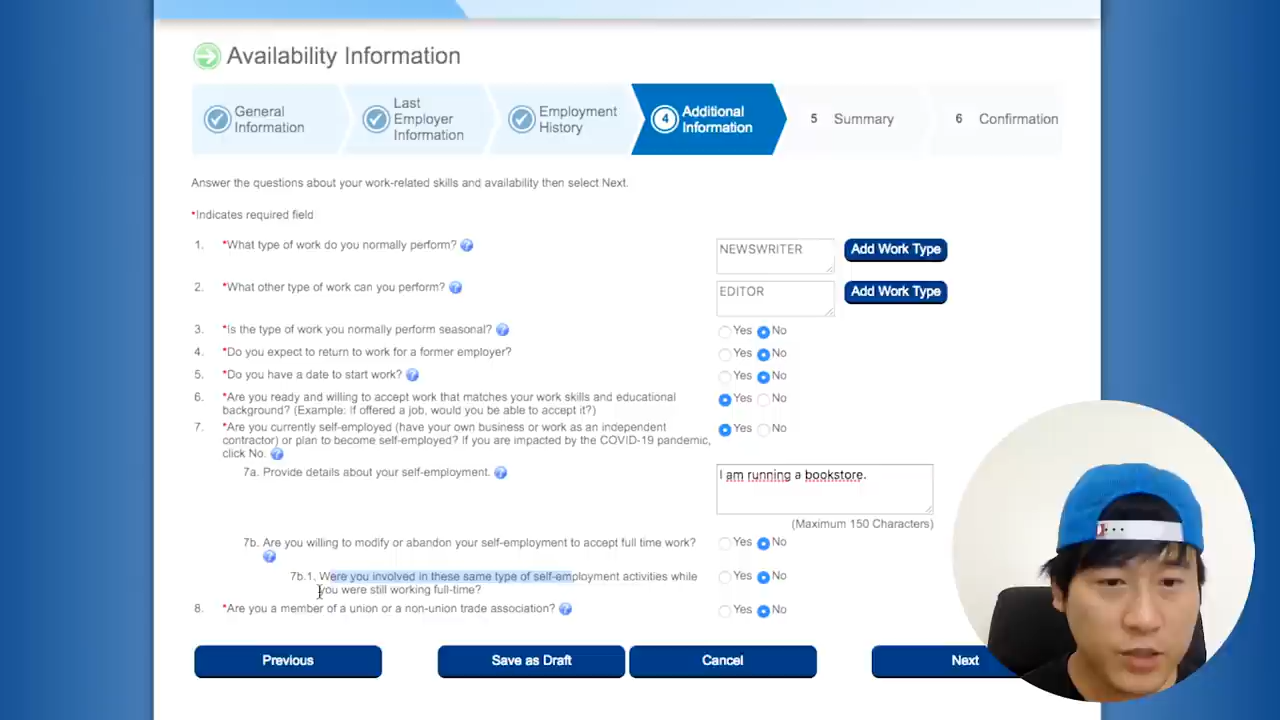 Availability Information
General Information
Last Employer Information
Employment History
4 Additional Information
5 Summary
6 Confirmation
Answer the questions about your work-related skills and availability then select Next.
*Indicates required field
1. *What type of work do you normally perform? ?
NEWSWRITER
Add Work Type
2. *What other type of work can you perform? ?
EDITOR
Add Work Type
3. *Is the type of work you normally perform seasonal? ? Yes No
4. *Do you expect to return to work for a former employer? Yes No
5. *Do you have a date to start work? ? Yes No
6. *Are you ready and willing to accept work that matches your work skills and educational Yes No
background? (Example: If offered a job, would you be able to accept it?)
7. *Are you currently self-employed (have your own business or work as an independent Yes No
contractor) or plan to become self-employed? If you are impacted by the COVID-19 pandemic,
click No. ?
7a. Provide details about your self-employment. ?
I am running a bookstore.
(Maximum 150 Characters)
7b. Are you willing to modify or abandon your self-employment to accept full time work? Yes No
?
7b.1. Were you involved in these same type of self-employment activities while Yes No
you were still working full-time?
8. *Are you a member of a union or a non-union trade association? ? Yes No
Previous
Save as Draft
Cancel
Next